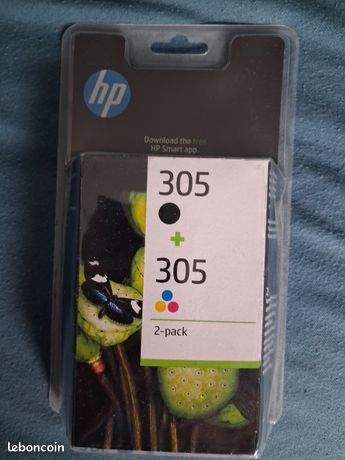 hp
Download the free
HP Smart app.
305
+
305
2-pack
leboncoin